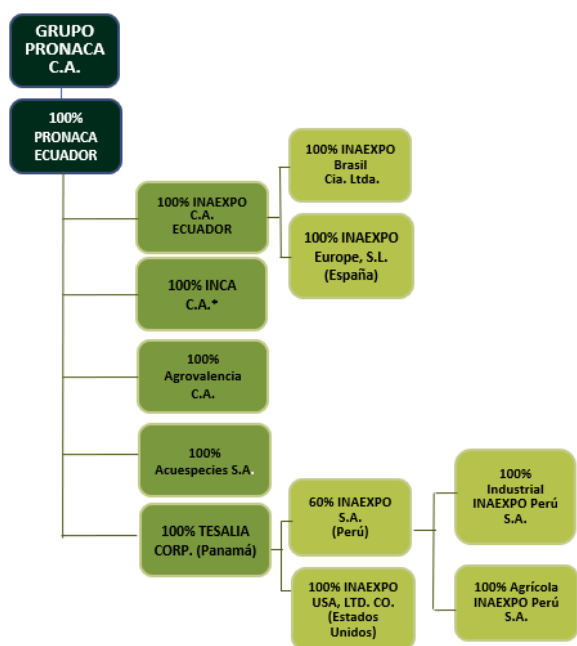 GRUPO
PRONACA
C.A.
100%
PRONACA
ECUADOR
100% INAEXPO
C.A.
ECUADOR
100% INAEXPO
Brasil
Cia. Ltda.
100% INAEXPO
Europe, S.L.
(España)
100% INCA
C.A.*
100%
Agrovalencia
C.A.
100%
Acuespecies S.A.
100% TESALIA
CORP. (Panamá)
60% INAEXPO
S.A.
(Perú)
100%
Industrial
INAEXPO Perú
S.A.
100% Agrícola
INAEXPO Perú
S.A.
100% INAEXPO
USA, LTD. CO.
(Estados
Unidos)